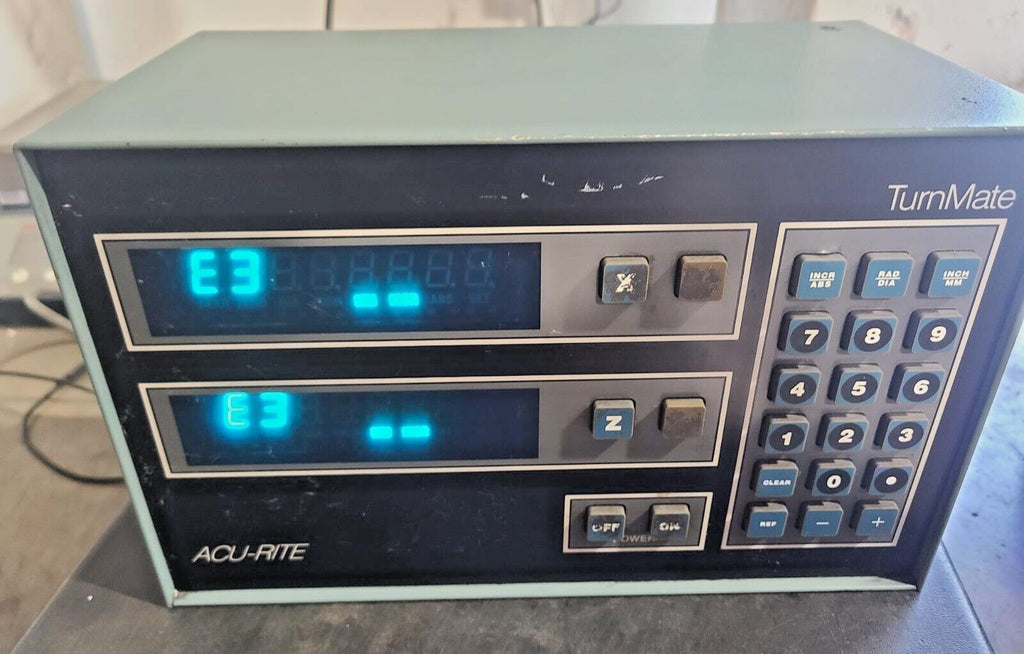 TurnMate
E3
X
INCR
ABS
RAD
DIA
INCH
MM
7 8 9
E3
Z
4 5 6
1 2 3
CLEAR 0
REF - +
OFF ON
POWER
ACU-RITE